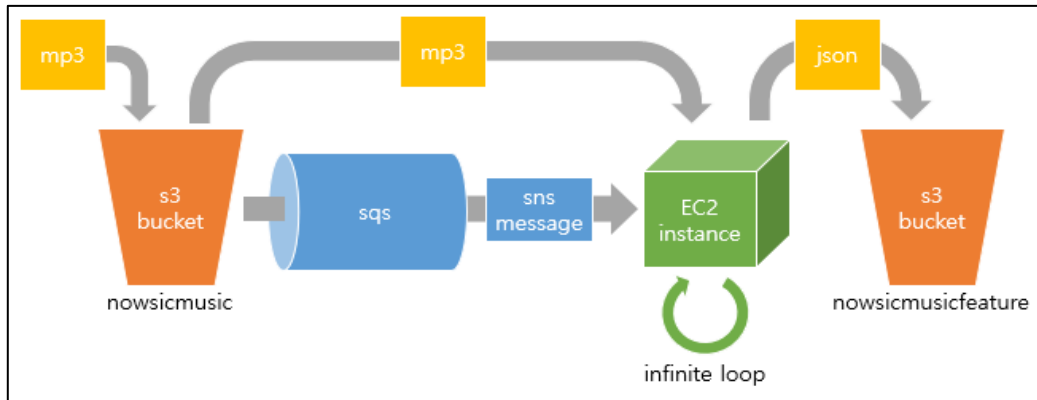 mp3
mp3
json
s3
bucket
sqs
sns
message
EC2
instance
s3
bucket
nowsicmusic
nowsicmusicfeature
infinite loop